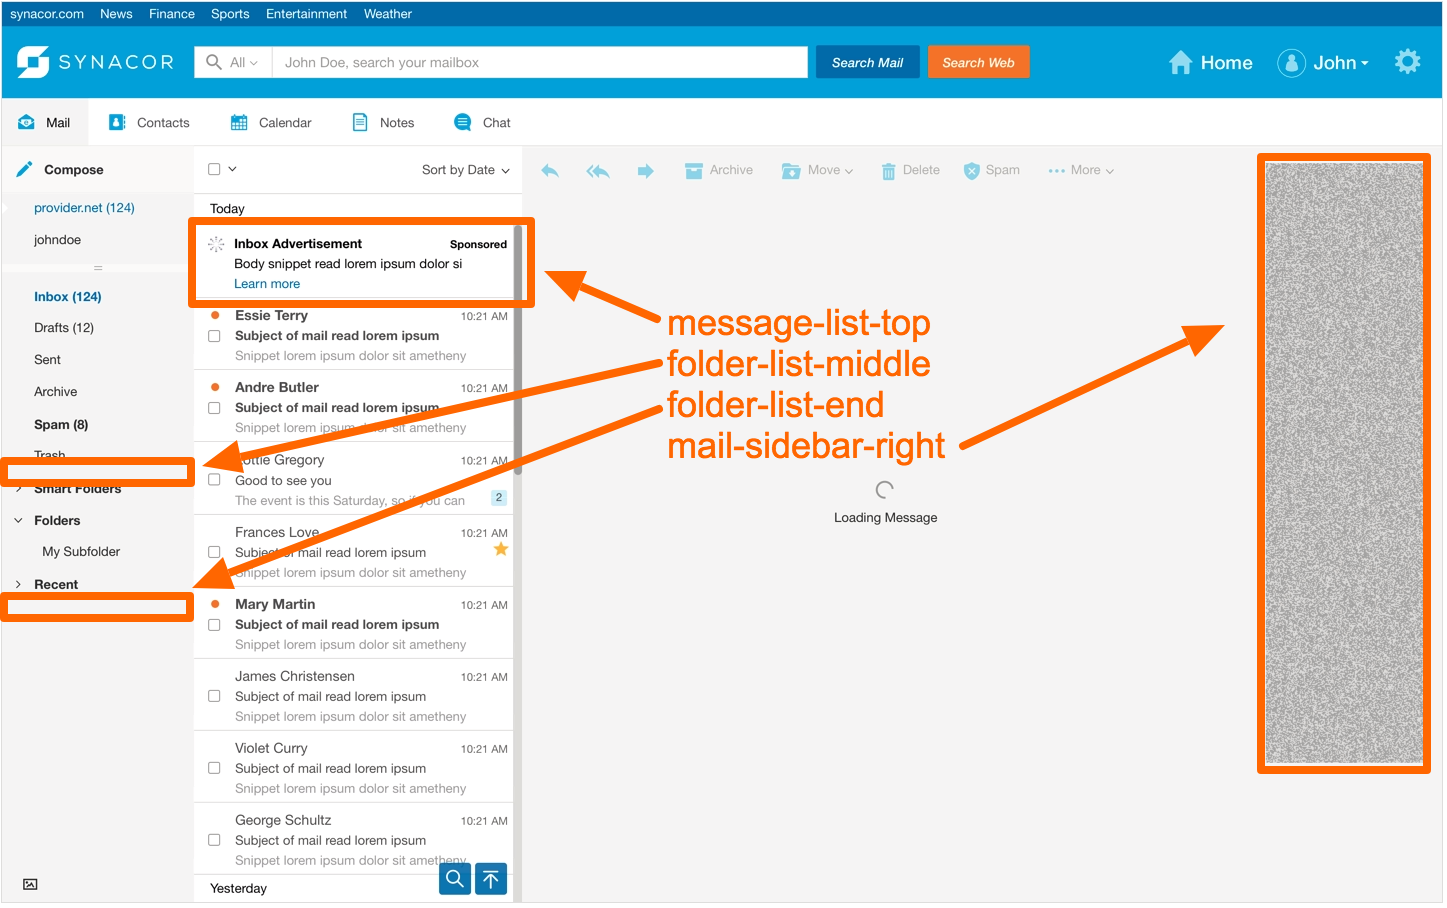 synacor.com News Finance Sports Entertainment Weather
SYNACOR All John Doe, search your mailbox Search Mail Search Web Home John
Mail Contacts Calendar Notes Chat
Compose
provider.net (124)
johndoe
Inbox (124)
Drafts (12)
Sent
Archive
Spam (8)
Trash
Smart Folders
Folders
My Subfolder
Recent
Sort by Date
Today
Inbox Advertisement Sponsored
Body snippet read lorem ipsum dolor si
Learn more
Essie Terry 10:21 AM
Subject of mail read lorem ipsum
Snippet lorem ipsum dolor sit ametheny
Andre Butler 10:21 AM
Subject of mail read lorem ipsum
Snippet lorem ipsum dolor sit ametheny
Gregory 10:21 AM
Good to see you
The event is this Saturday, so if you can 2
Frances Love 10:21 AM
Subject of mail read lorem ipsum
Snippet lorem ipsum dolor sit ametheny
Mary Martin 10:21 AM
Subject of mail read lorem ipsum
Snippet lorem ipsum dolor sit ametheny
James Christensen 10:21 AM
Subject of mail read lorem ipsum
Snippet lorem ipsum dolor sit ametheny
Violet Curry 10:21 AM
Subject of mail read lorem ipsum
Snippet lorem ipsum dolor sit ametheny
George Schultz 10:21 AM
Subject of mail read lorem ipsum
Snippet lorem ipsum dolor sit ametheny
Yesterday
Archive Move Delete Spam More
message-list-top
folder-list-middle
folder-list-end
mail-sidebar-right
Loading Message